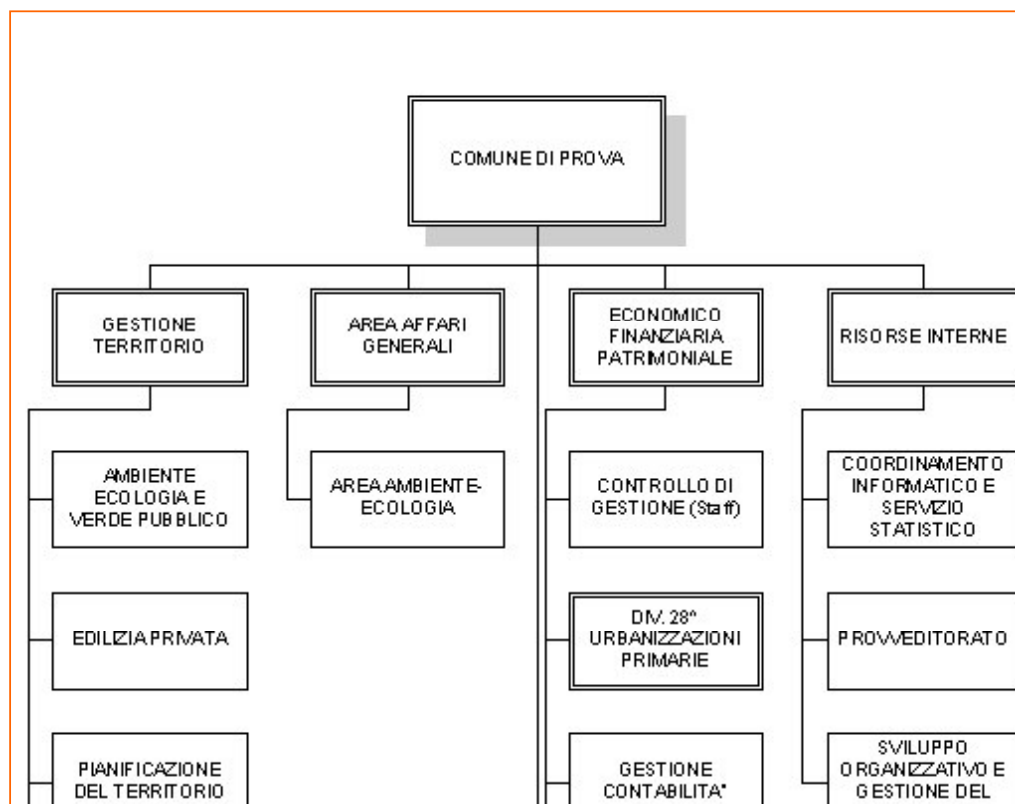 COMUNE DI PROVA
GESTIONE
TERRITORIO
AREA AFFARI
GENERALI
ECONOMICO
FINANZIARIA
PATRIMONIALE
RISORSE INTERNE
AMBIENTE
ECOLOGIA E
VERDE PUBBLICO
AREA AMBIENTE-
ECOLOGIA
CONTROLLO DI
GESTIONE (Staff)
COORDINAMENTO
INFORMATICO E
SERVIZIO
STATISTICO
EDILIZIA PRIVATA
DIV. 28^
URBANIZZAZIONI
PRIMARIE
PROVVEDITORATO
PIANIFICAZIONE
DEL TERRITORIO
GESTIONE
CONTABILITA'
SVILUPPO
ORGANIZZATIVO E
GESTIONE DEL